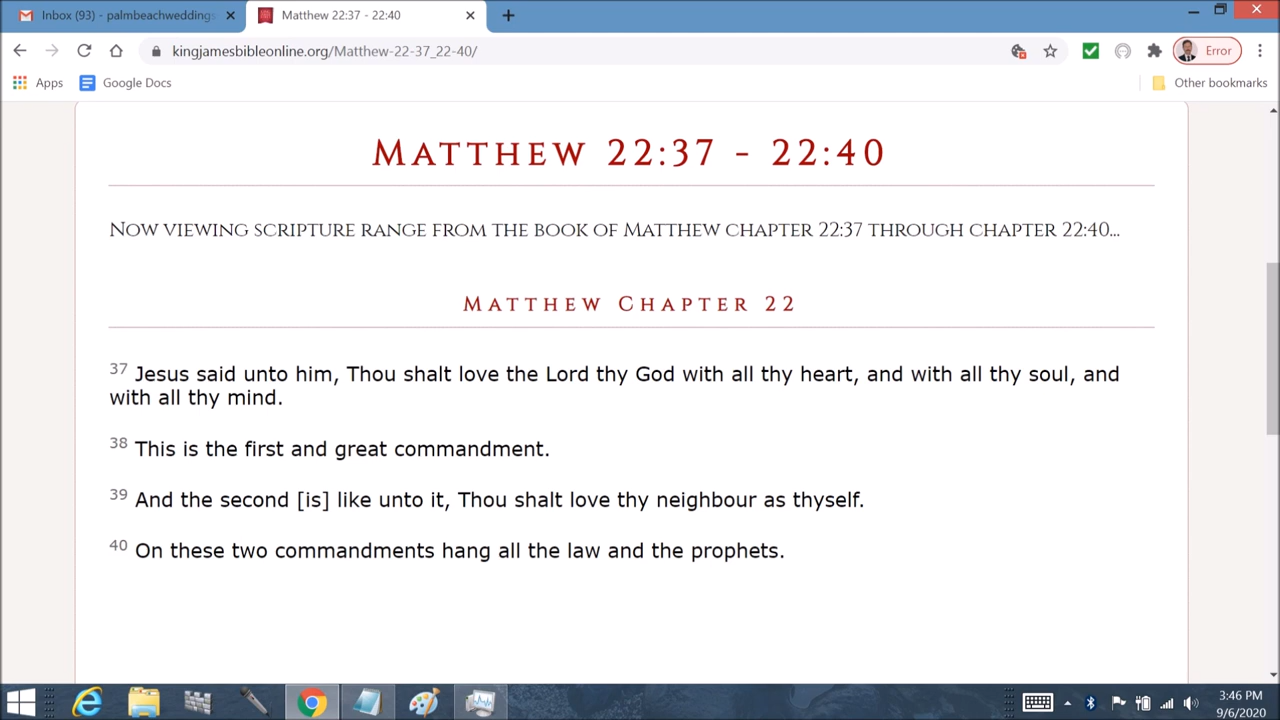 Inbox (93) - palmbeachweddings
Matthew 22:37 - 22:40
kingjamesbibleonline.org/Matthew-22-37_22-40/
Error
Apps
Google Docs
Other bookmarks
Matthew 22:37 - 22:40
Now viewing scripture range from the book of Matthew chapter 22:37 through chapter 22:40...
Matthew Chapter 22
37 Jesus said unto him, Thou shalt love the Lord thy God with all thy heart, and with all thy soul, and
with all thy mind.
38 This is the first and great commandment.
39 And the second [is] like unto it, Thou shalt love thy neighbour as thyself.
40 On these two commandments hang all the law and the prophets.
3:46 PM
9/6/2020